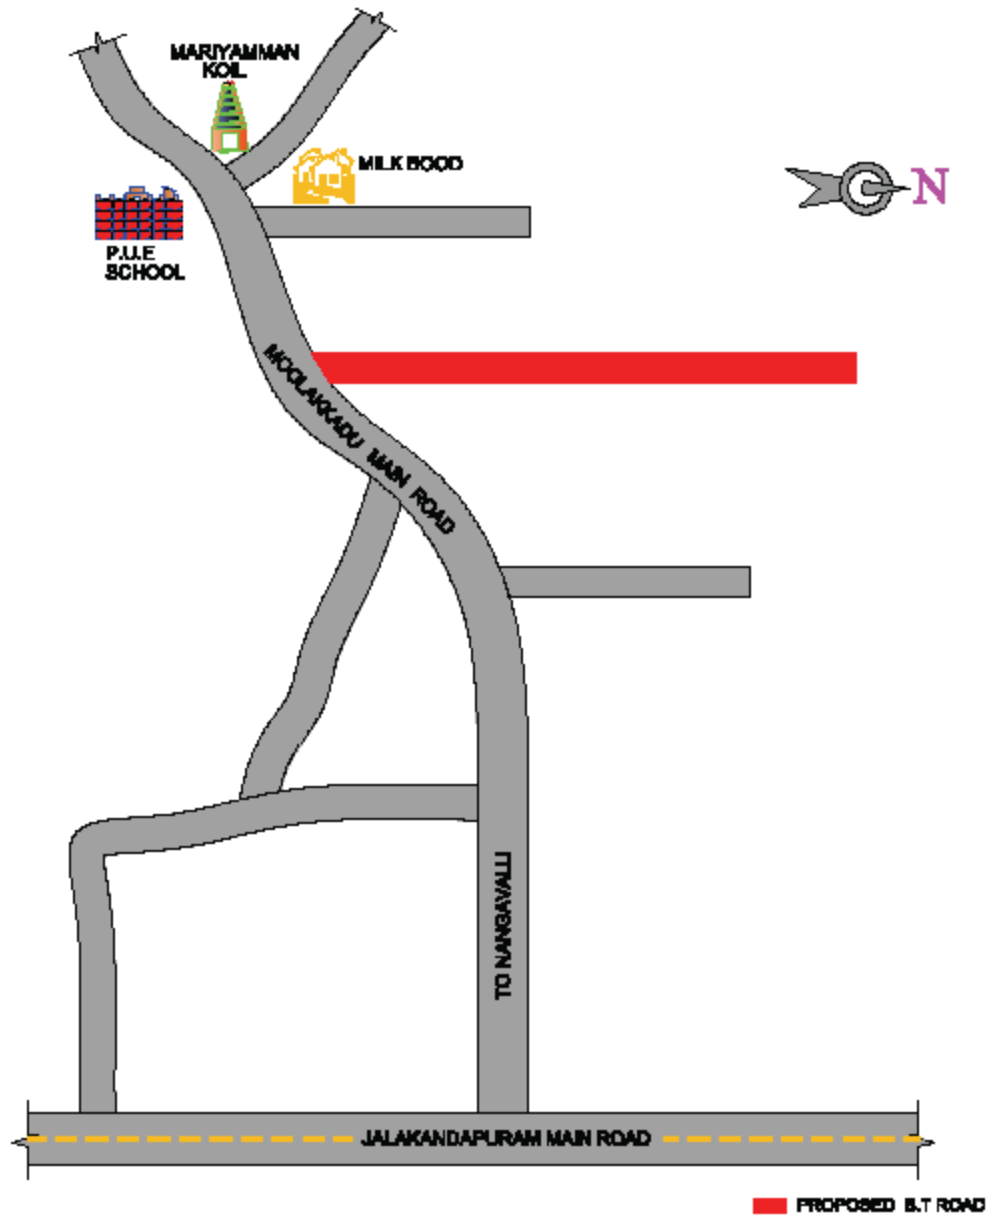 MARIYAMMAN
KOIL
MILK BOOD
N
P.U.E
SCHOOL
MOOLAKKADU MAIN ROAD
TO NANGAVALLI
JALAKANDAPURAM MAIN ROAD
PROPOSED B.T ROAD